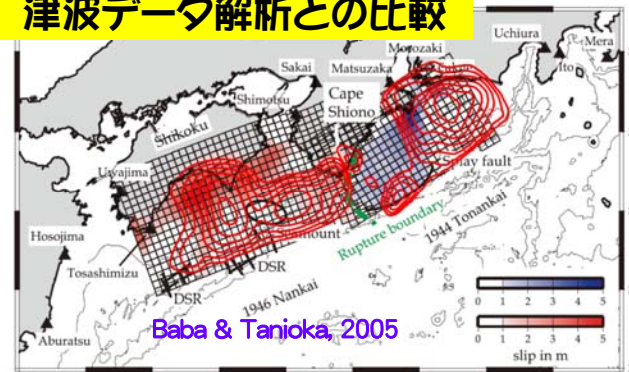 津波データ解析との比較
Uchiura
Mera
Morozaki
Ito
Sakai
Matsuzaka
Shimotsu
Cape
Shiono
Shikoku
Splay fault
Uwajima
Hosojima
Rupture boundary
1944 Tonankai
Tosashimizu
DSR
DSR
1946 Nankai
Aburatsu
Baba & Tanioka, 2005
0 1 2 3 4 5
0 1 2 3 4 5
slip in m